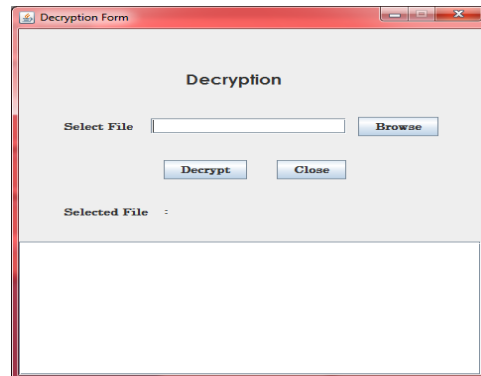 Decryption Form
Decryption
Select File
Browse
Decrypt Close
Selected File :